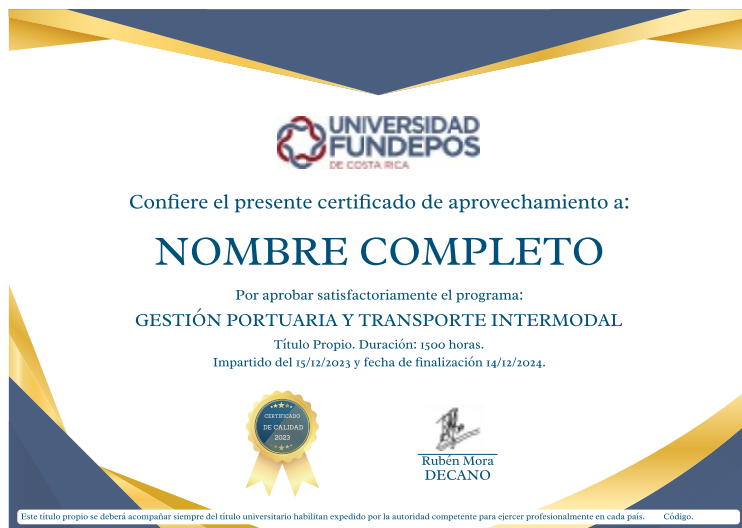 UNIVERSIDAD
FUNDEPOS
DE COSTA RICA
Confiere el presente certificado de aprovechamiento a:
NOMBRE COMPLETO
Por aprobar satisfactoriamente el programa:
GESTIÓN PORTUARIA Y TRANSPORTE INTERMODAL
Título Propio. Duración: 1500 horas.
Impartido del 15/12/2023 y fecha de finalización 14/12/2024.
CERTIFICADO
DE CALIDAD
2023
Rubén Mora
DECANO
Este título propio se deberá acompañar siempre del título universitario habilitan expedido por la autoridad competente para ejercer profesionalmente en cada país. Código.